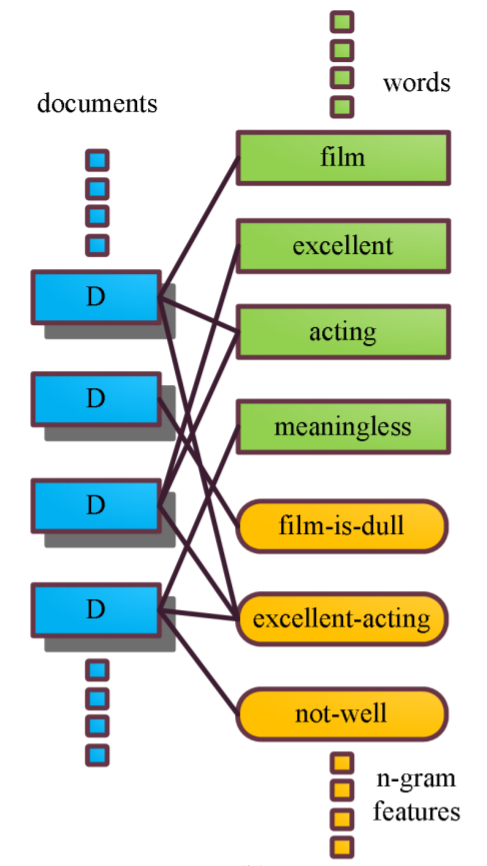 words
documents
film
excellent
D
acting
D
meaningless
D
film-is-dull
D
excellent-acting
not-well
n-gram
features